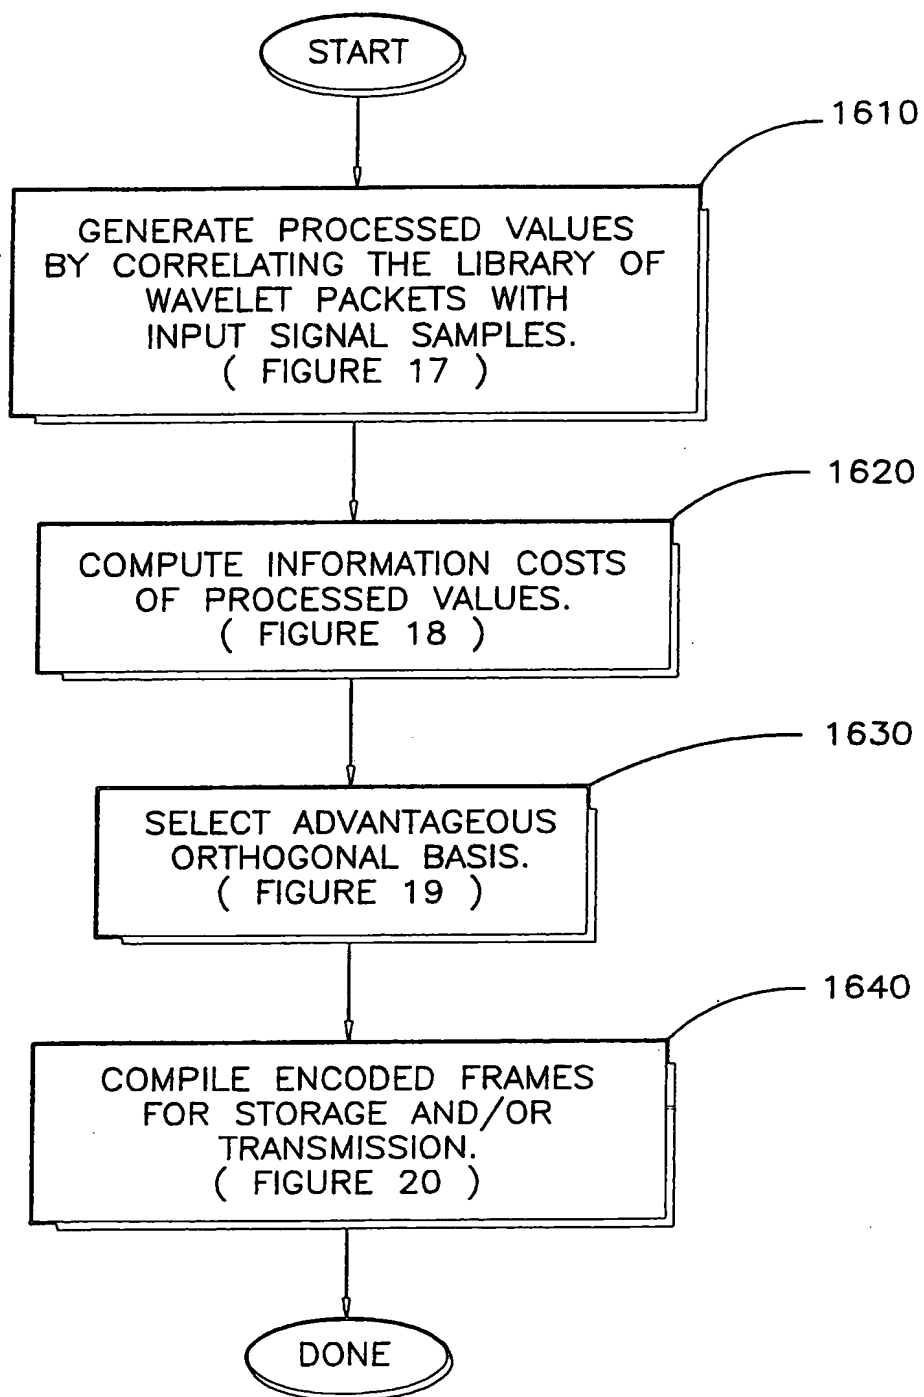 START
1610
GENERATE PROCESSED VALUES
BY CORRELATING THE LIBRARY OF
WAVELET PACKETS WITH
INPUT SIGNAL SAMPLES.
( FIGURE 17 )
1620
COMPUTE INFORMATION COSTS
OF PROCESSED VALUES.
( FIGURE 18 )
1630
SELECT ADVANTAGEOUS
ORTHOGONAL BASIS.
( FIGURE 19 )
1640
COMPILE ENCODED FRAMES
FOR STORAGE AND/OR
TRANSMISSION.
( FIGURE 20 )
DONE